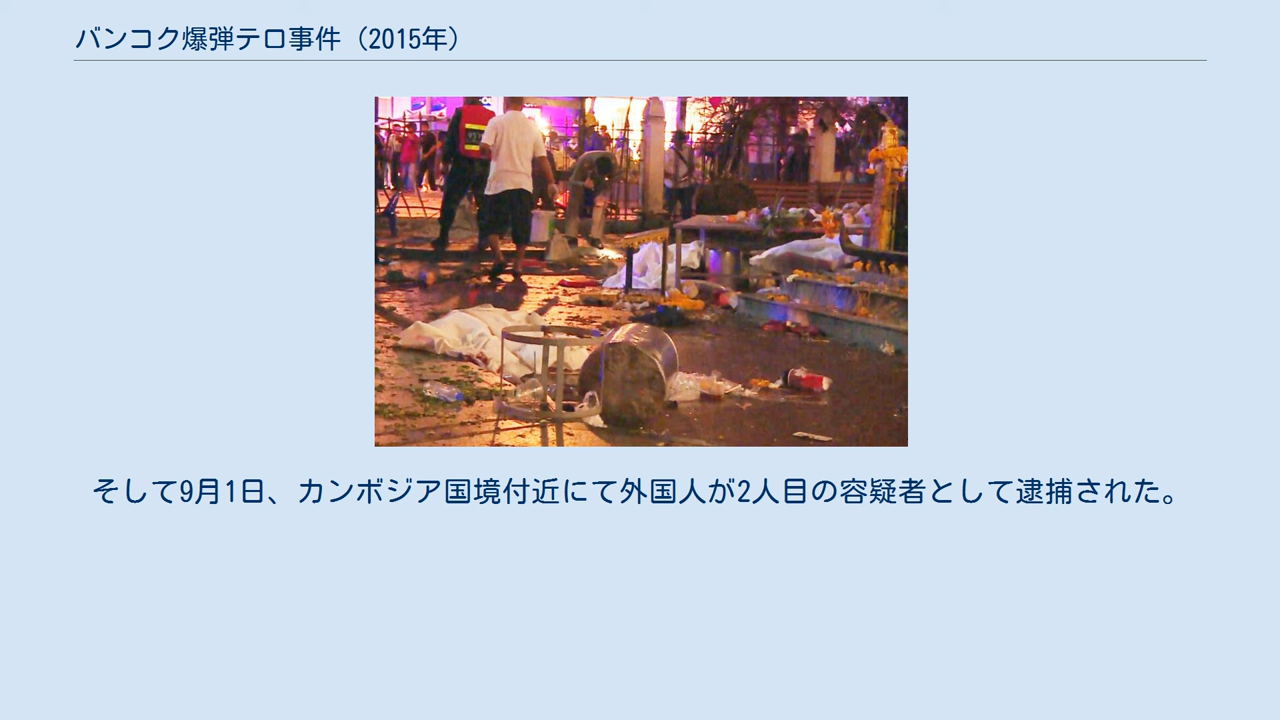 バンコク爆弾テロ事件（2015年）
そして9月1日、カンボジア国境付近にて外国人が2人目の容疑者として逮捕された。